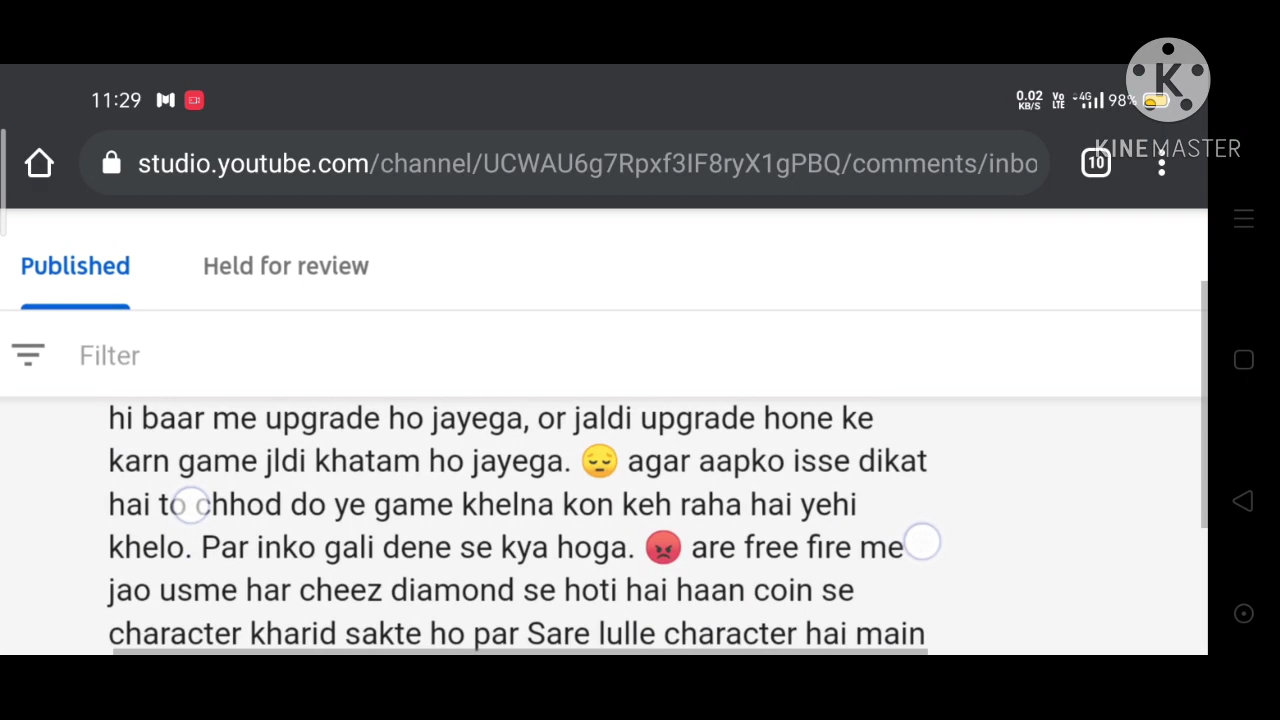 11:29
0.02 KB/S Vo LTE 4G 98%
K
KINEMASTER
studio.youtube.com/channel/UCWAU6g7Rpxf3IF8ryX1gPBQ/comments/inbo
10
Published Held for review
Filter
hi baar me upgrade ho jayega, or jaldi upgrade hone ke
karn game jldi khatam ho jayega. 😔 agar aapko isse dikat
hai to chhod do ye game khelna kon keh raha hai yehi
khelo. Par inko gali dene se kya hoga. 😡 are free fire me
jao usme har cheez diamond se hoti hai haan coin se
character kharid sakte ho par Sare lulle character hai main